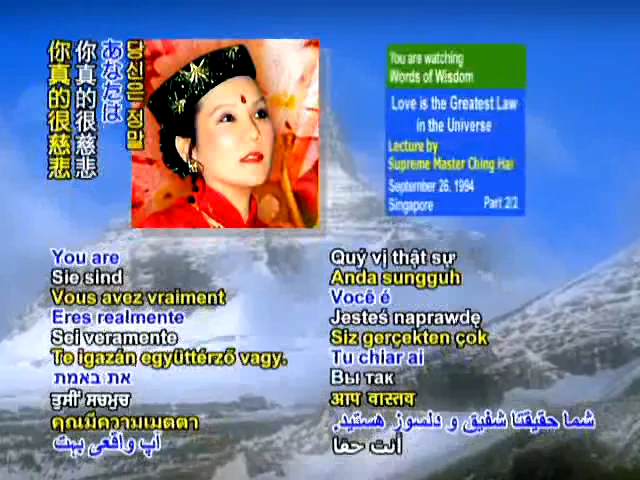 你真的很慈悲
你真的很慈悲
あなたは
당신은 정말
You are watching
Words of Wisdom
Love is the Greatest Law
in the Universe
Lecture by
Supreme Master Ching Hai
September 26, 1994
Singapore
Part 2/2
You are
Sie sind
Vous avez vraiment
Eres realmente
Sei veramente
Te igazán együttérző vagy.
את באמת
ਤੁਸੀਂ ਸਚਮੁਚ
คุณมีความเมตตา
آپ واقعی بہت
Quý vị thật sự
Anda sungguh
Você é
Jesteś naprawdę
Siz gerçekten çok
Tu chiar ai
Вы так
आप वास्तव
شما حقیقتا شفیق و دلسوز هستید.
أنت حقا